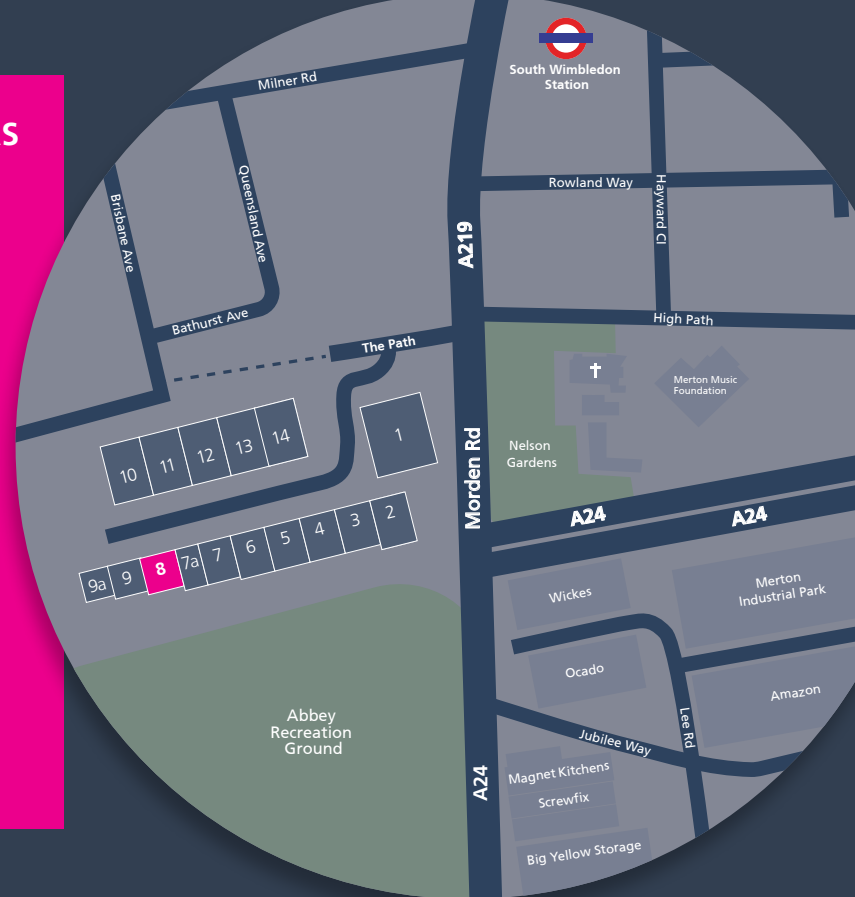 S
South Wimbledon
Station
Milner Rd
Queensland Ave
Brisbane Ave
Bathurst Ave
Rowland Way
Hayward Cl
A219
High Path
The Path
Merton Music
Foundation
Nelson
Gardens
Morden Rd
A24
A24
10
11
12
13
14
1
9a
9
8
7a
7
6
5
4
3
2
Wickes
Merton
Industrial Park
Ocado
Amazon
Lee Rd
Jubilee Way
Abbey
Recreation
Ground
A24
Magnet Kitchens
Screwfix
Big Yellow Storage